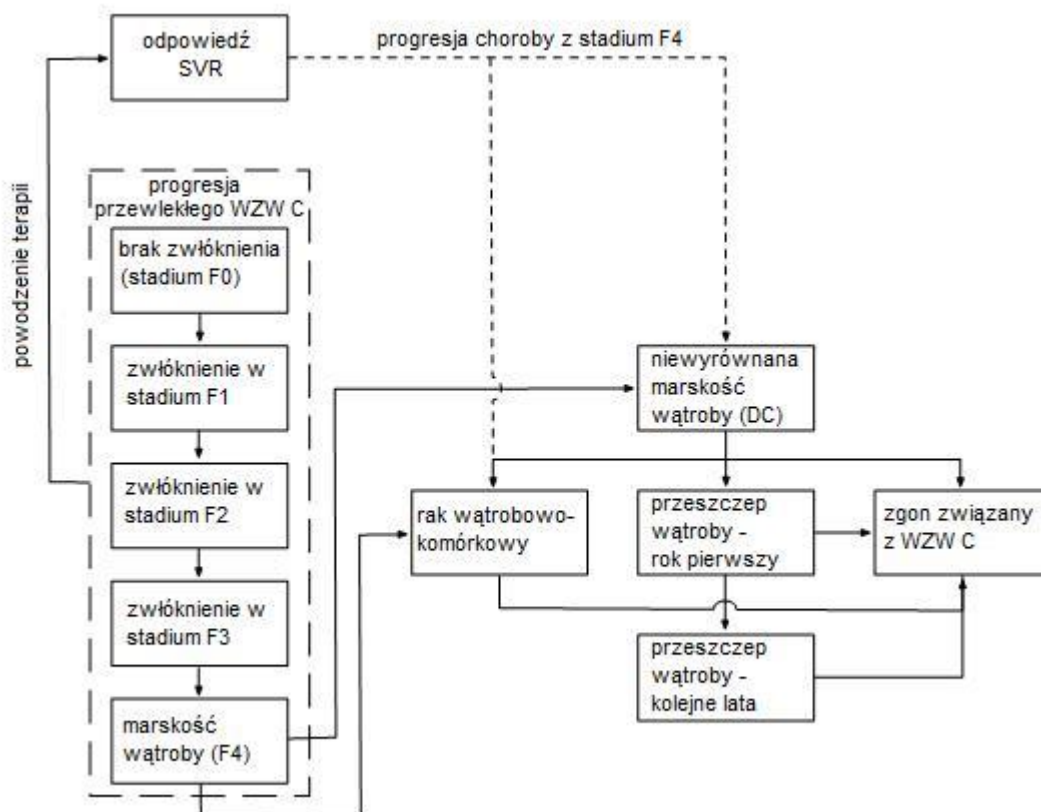 odpowiedź
SVR
progresja choroby z stadium F4
powodzenie terapii
progresja
przewlekłego WZW C
brak zwłóknienia
(stadium F0)
zwłóknienie w
stadium F1
zwłóknienie w
stadium F2
zwłóknienie w
stadium F3
marskość
wątroby (F4)
niewyrównana
marskość
wątroby (DC)
rak wątrobowo-
komórkowy
przeszczep
wątroby -
rok pierwszy
zgon związany
z WZW C
przeszczep
wątroby -
kolejne lata